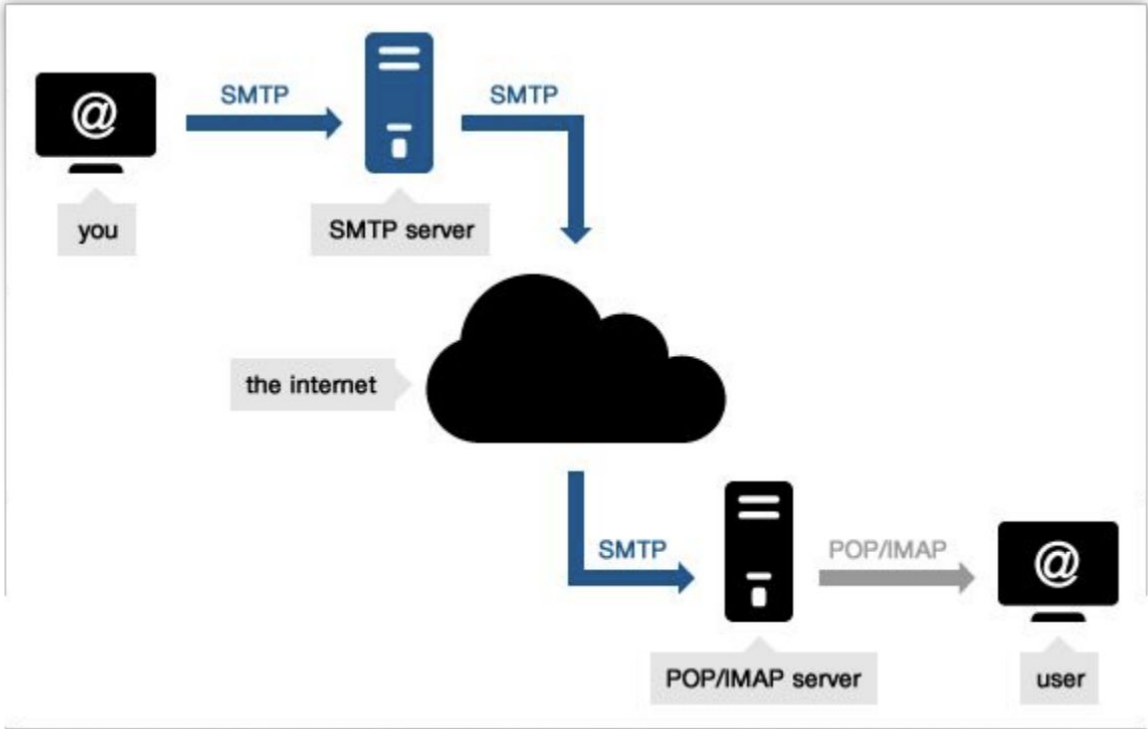 @
SMTP
SMTP
you
SMTP server
the internet
SMTP
POP/IMAP
@
POP/IMAP server
user